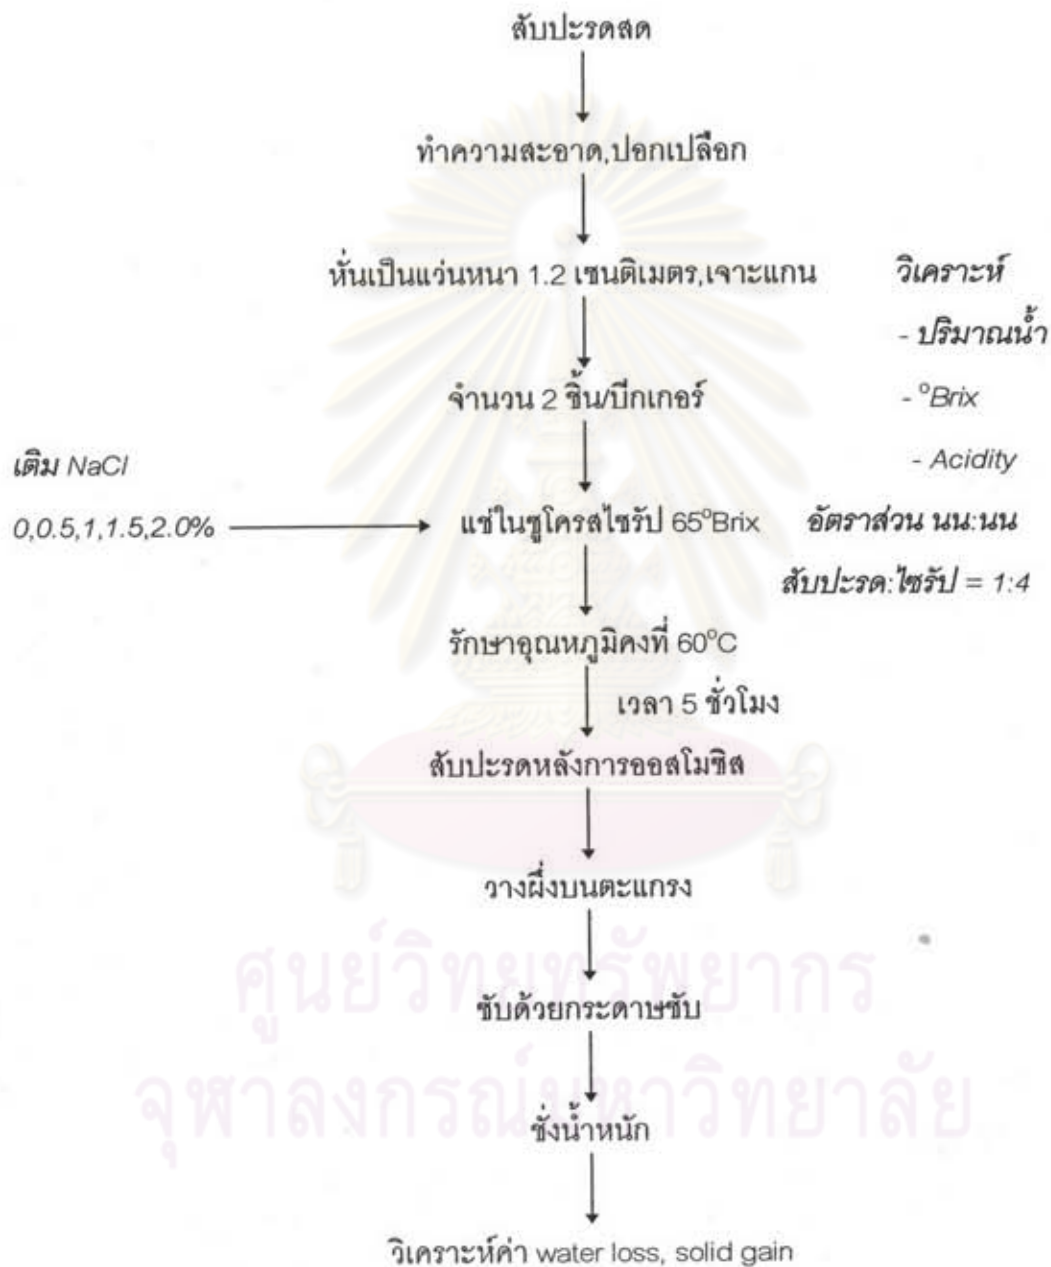 สับปะรดสด
ทำความสะอาด,ปอกเปลือก
หั่นเป็นแว่นหนา 1.2 เซนติเมตร,เจาะแกน
วิเคราะห์
- ปริมาณน้ำ
จำนวน 2 ชิ้น/บีกเกอร์
- °Brix
เติม NaCl
- Acidity
0,0.5,1,1.5,2.0%
แช่ในซูโครสไซรัป 65°Brix
อัตราส่วน นน:นน
สับปะรด:ไซรัป = 1:4
รักษาอุณหภูมิคงที่ 60°C
เวลา 5 ชั่วโมง
สับปะรดหลังการออสโมซิส
วางผึ่งบนตะแกรง
ศูนย์วิทยทรัพยากร
ซับด้วยกระดาษซับ
จุฬาลงกรณ์มหาวิทยาลัย
ชั่งน้ำหนัก
วิเคราะห์ค่า water loss, solid gain